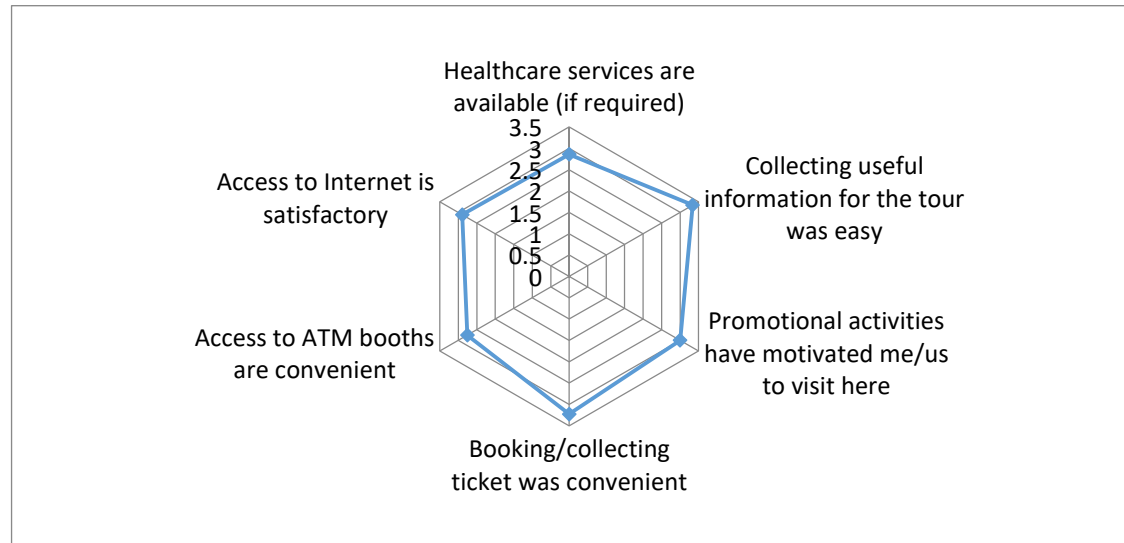 Healthcare services are
available (if required)
3.5
3
2.5
2
1.5
1
0.5
0
Collecting useful
information for the tour
was easy
Promotional activities
have motivated me/us
to visit here
Booking/collecting
ticket was convenient
Access to ATM booths
are convenient
Access to Internet is
satisfactory